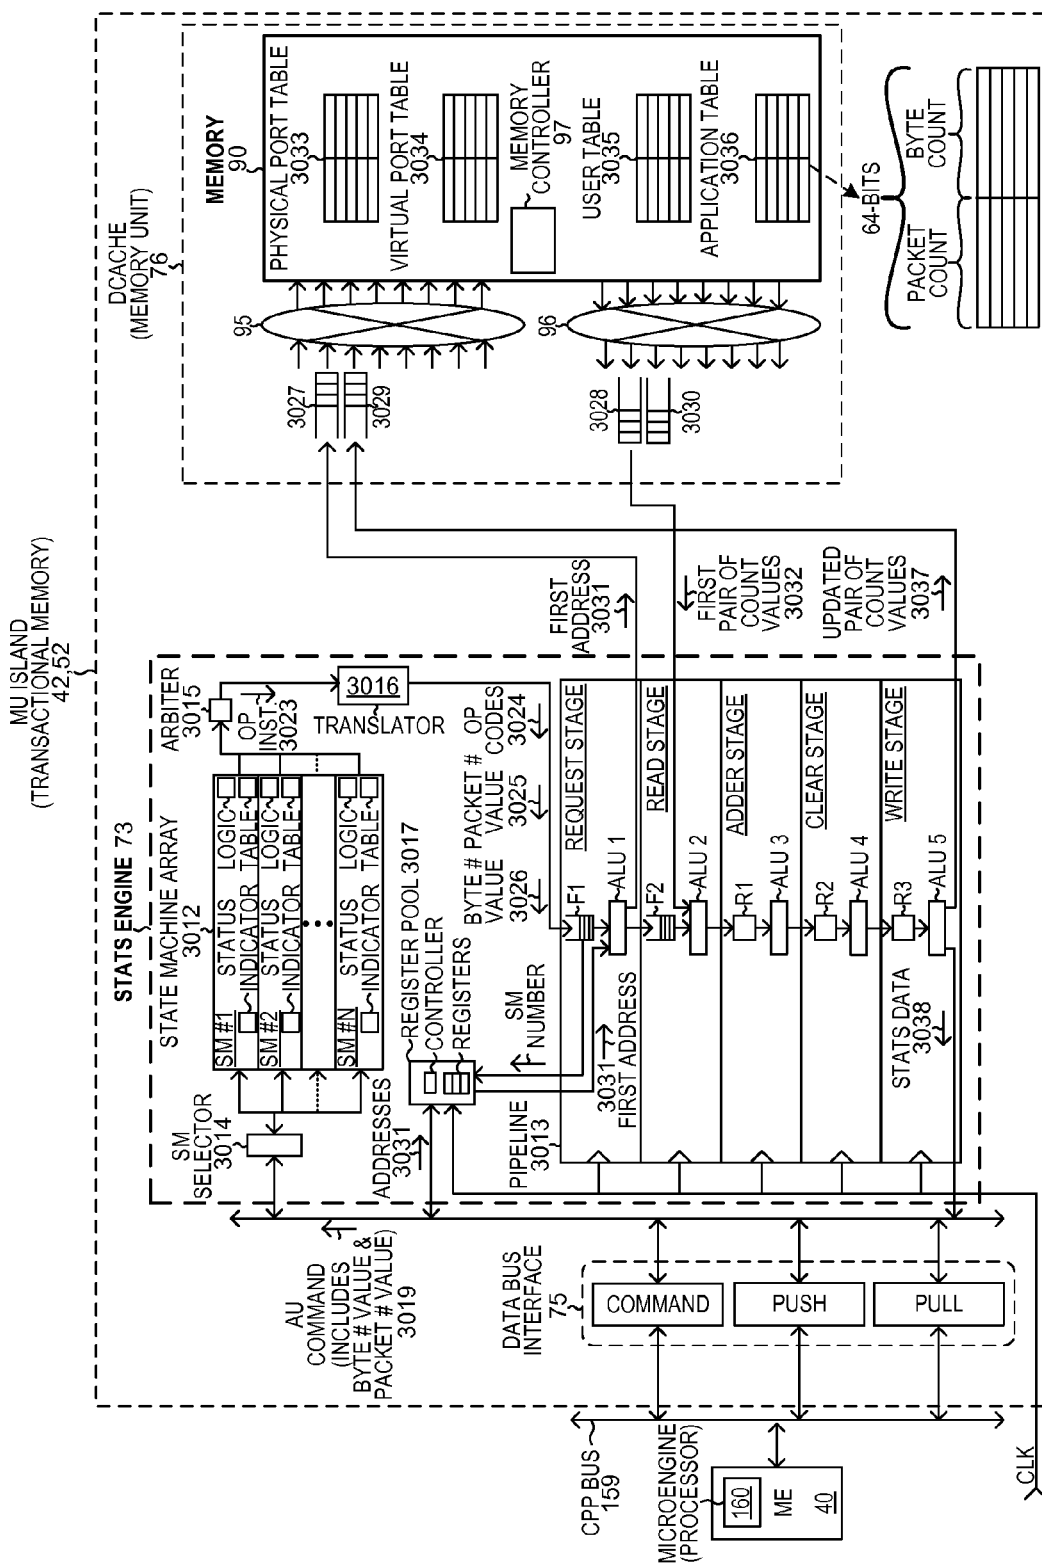 MU ISLAND
(TRANSACTIONAL MEMORY)
42,52
DCACHE
(MEMORY UNIT)
76
MEMORY
90
PHYSICAL PORT TABLE
3033
VIRTUAL PORT TABLE
3034
MEMORY
CONTROLLER
97
USER TABLE
3035
APPLICATION TABLE
3036
64-BITS
PACKET
COUNT
BYTE
COUNT
95
96
3027
3029
3028
3030
FIRST
ADDRESS
3031
FIRST
PAIR OF
COUNT
VALUES
3032
UPDATED
PAIR OF
COUNT
VALUES
3037
STATS ENGINE 73
STATE MACHINE ARRAY
3012
SM #1
STATUS
INDICATOR
LOGIC
TABLE
SM #2
STATUS
INDICATOR
LOGIC
TABLE
SM #N
STATUS
INDICATOR
LOGIC
TABLE
ARBITER
3015
OP
INST.
3023
3016
TRANSLATOR
OP
CODES
3024
PACKET #
VALUE
3025
BYTE #
VALUE
3026
SM
SELECTOR
3014
ADDRESSES
3031
REGISTER POOL 3017
CONTROLLER
REGISTERS
SM
NUMBER
3031
FIRST ADDRESS
PIPELINE
3013
REQUEST STAGE
F1
ALU 1
READ STAGE
F2
ALU 2
ADDER STAGE
R1
ALU 3
CLEAR STAGE
R2
ALU 4
WRITE STAGE
R3
ALU 5
STATS DATA
3038
AU
COMMAND
(INCLUDES
BYTE # VALUE &
PACKET # VALUE)
3019
DATA BUS
INTERFACE
75
COMMAND
PUSH
PULL
CPP BUS
159
MICROENGINE
(PROCESSOR)
160
ME
40
CLK